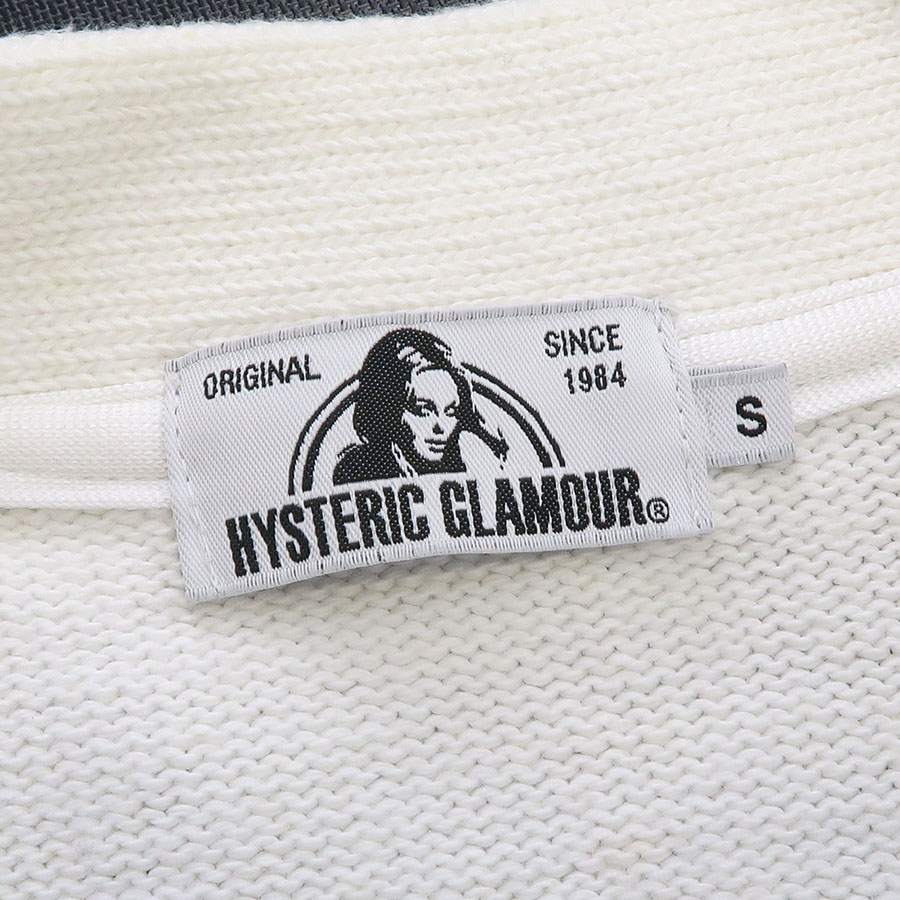 ORIGINAL
SINCE
1984
HYSTERIC GLAMOUR®
S